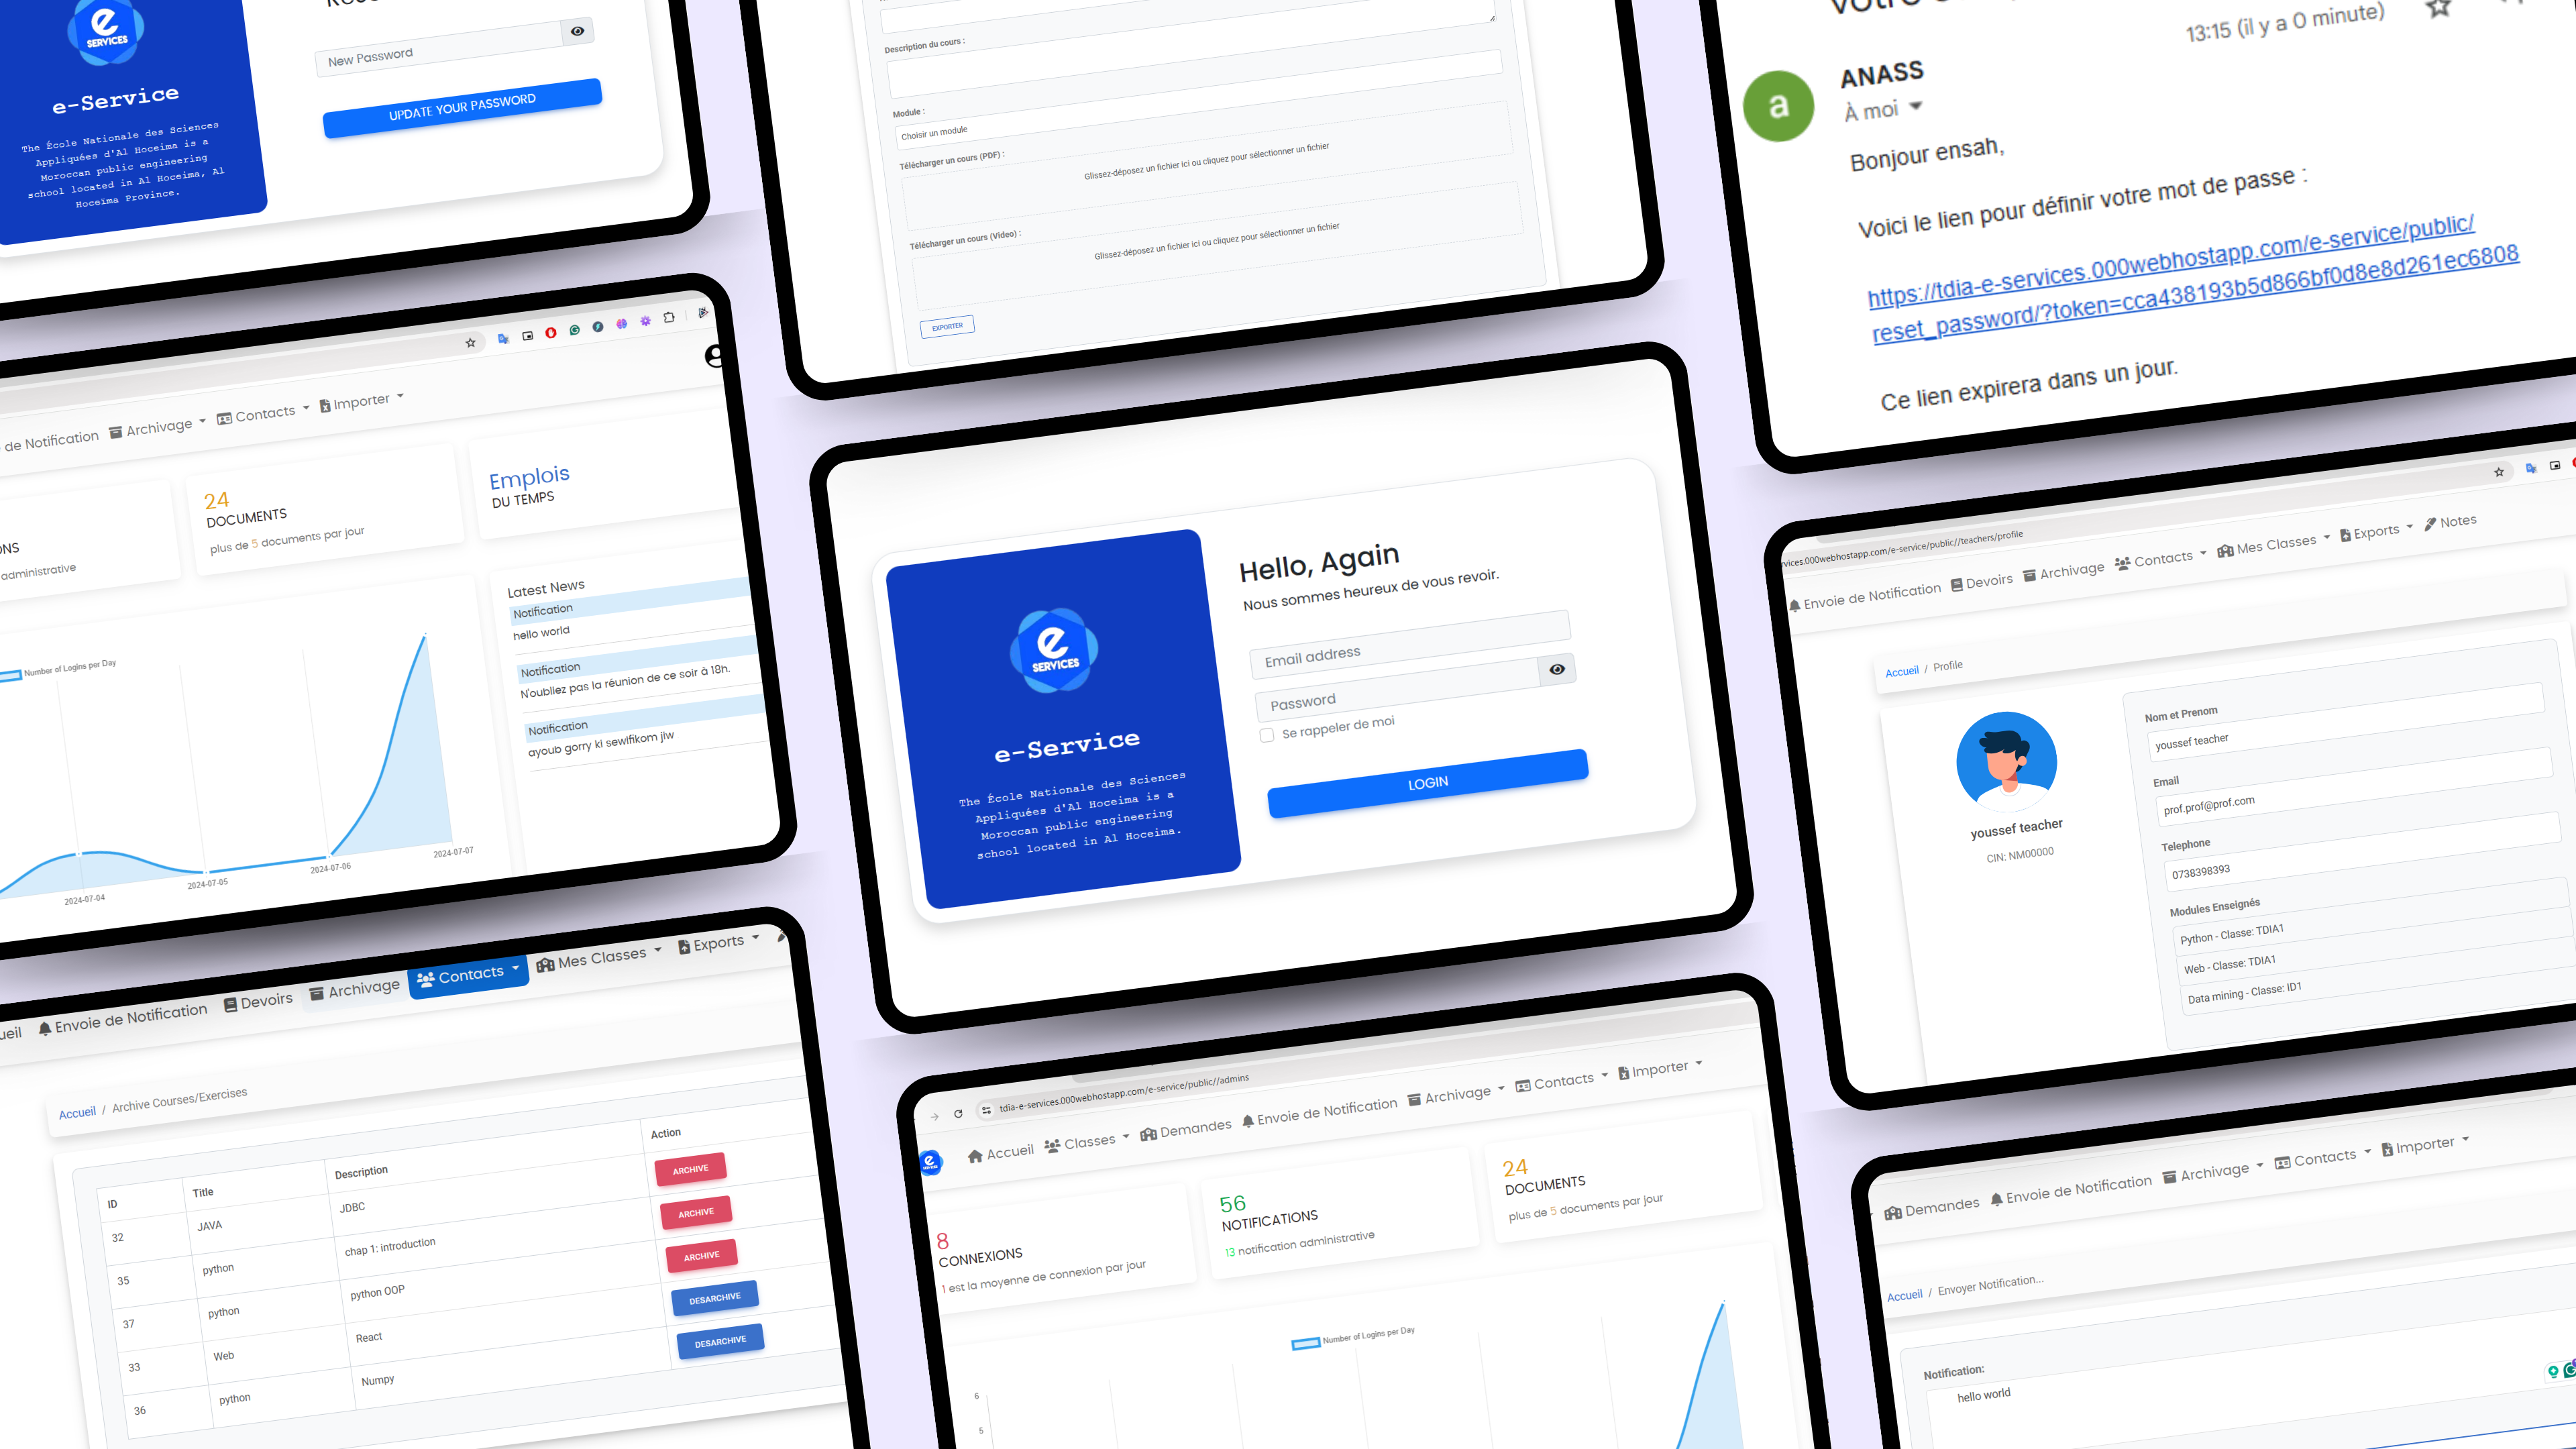 e
SERVICES
e-Service
The École Nationale des Sciences
Appliquées d'Al Hoceima is a
Moroccan public engineering
school located in Al Hoceima, Al
Hoceima Province.
New Password
UPDATE YOUR PASSWORD
Description du cours :
Module :
Choisir un module
Télécharger un cours (PDF) :
Glissez-déposez un fichier ici ou cliquez pour sélectionner un fichier
Télécharger un cours (Video) :
Glissez-déposez un fichier ici ou cliquez pour sélectionner un fichier
EXPORTER
13:15 (il y a 0 minute)
a
ANASS
À moi
Bonjour ensah,
Voici le lien pour définir votre mot de passe :
https://tdia-e-services.000webhostapp.com/e-service/public/
reset_password/?token=cca438193b5d866bf0d8e8d261ec6808
Ce lien expirera dans un jour.
de Notification Archivage Contacts Importer
administrative
24
DOCUMENTS
plus de 5 documents par jour
Emplois
DU TEMPS
Number of Logins per Day
2024-07-04
2024-07-05
2024-07-06
2024-07-07
Latest News
Notification
hello world
Notification
N'oubliez pas la réunion de ce soir à 18h.
Notification
ayoub gorry ki sewlfikom jiw
e
SERVICES
e-Service
The École Nationale des Sciences
Appliquées d'Al Hoceima is a
Moroccan public engineering
school located in Al Hoceima.
Hello, Again
Nous sommes heureux de vous revoir.
Email address
Password
Se rappeler de moi
LOGIN
rvices.000webhostapp.com/e-service/public//teachers/profile
Envoie de Notification Devoirs Archivage Contacts Mes Classes Exports Notes
Accueil / Profile
youssef teacher
CIN: NM00000
Nom et Prenom
youssef teacher
Email
prof.prof@prof.com
Telephone
0738398393
Modules Enseignés
Python - Classe: TDIA1
Web - Classe: TDIA1
Data mining - Classe: ID1
ueil Envoie de Notification Devoirs Archivage Contacts Mes Classes Exports
Accueil / Archive Courses/Exercises
ID Title Description Action
32 JAVA JDBC ARCHIVE
35 python chap 1: introduction ARCHIVE
37 python python OOP ARCHIVE
33 Web React DESARCHIVE
36 python Numpy DESARCHIVE
tdia-e-services.000webhostapp.com/e-service/public//admins
e
Accueil Classes Demandes Envoie de Notification Archivage Contacts Importer
8
CONNEXIONS
1 est la moyenne de connexion par jour
56
NOTIFICATIONS
13 notification administrative
24
DOCUMENTS
plus de 5 documents par jour
Number of Logins per Day
6
5
Demandes Envoie de Notification Archivage Contacts Importer
Accueil / Envoyer Notification...
Notification:
hello world